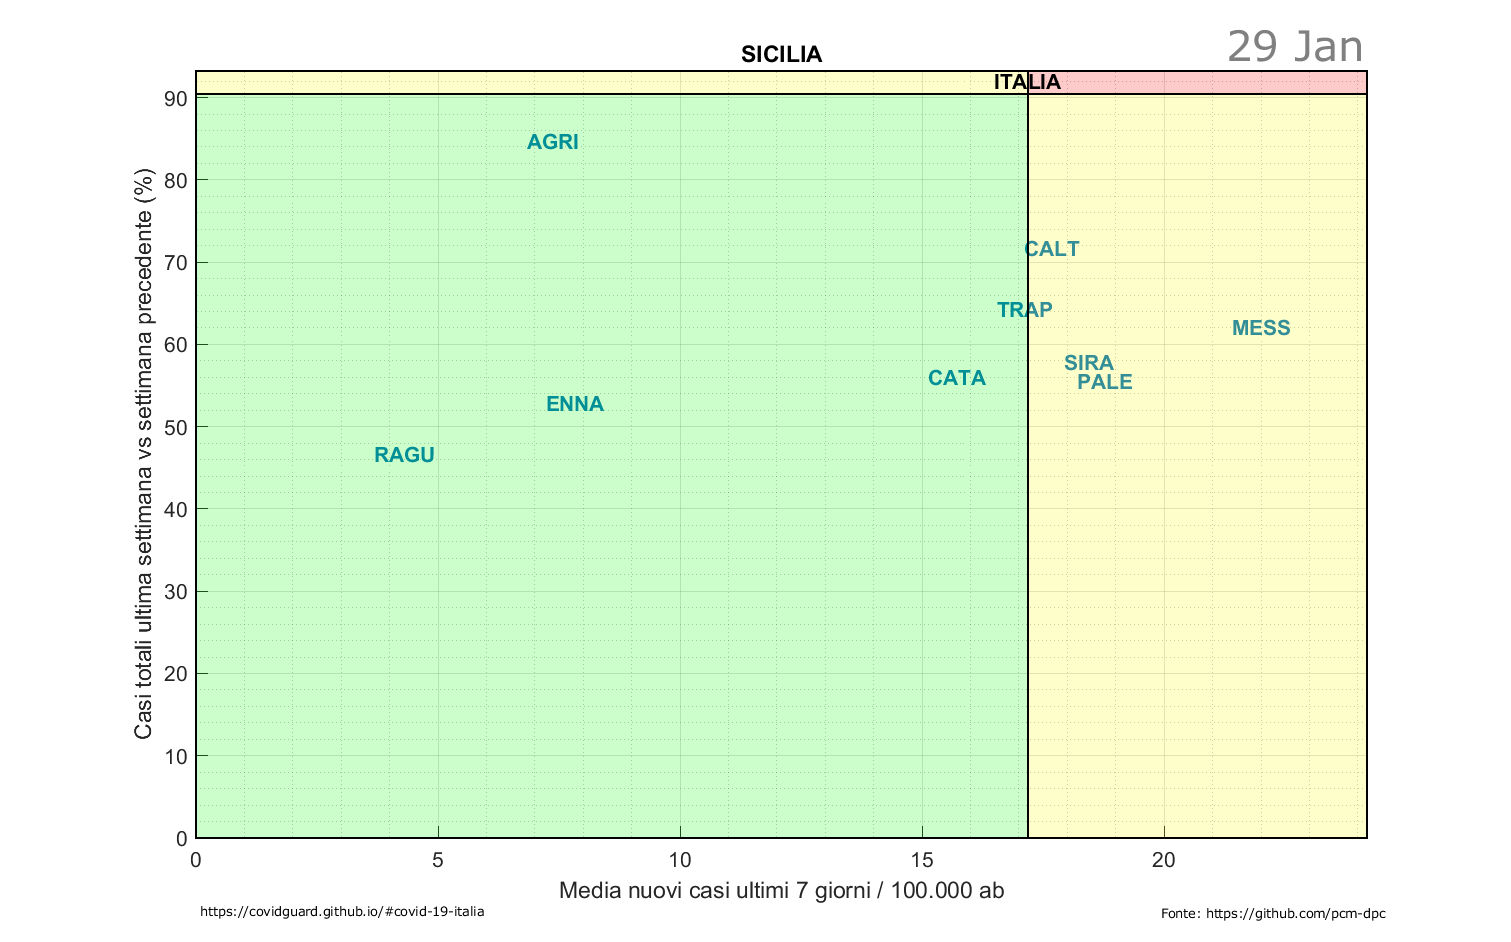 29 Jan
SICILIA
ITALIA
90
AGRI
80
CALT
70
TRAP
MESS
60
SIRA
CATA
PALE
ENNA
50
RAGU
40
30
20
10
0
Casi totali ultima settimana vs settimana precedente (%)
0 5 10 15 20
Media nuovi casi ultimi 7 giorni / 100.000 ab
https://covidguard.github.io/#covid-19-italia
Fonte: https://github.com/pcm-dpc